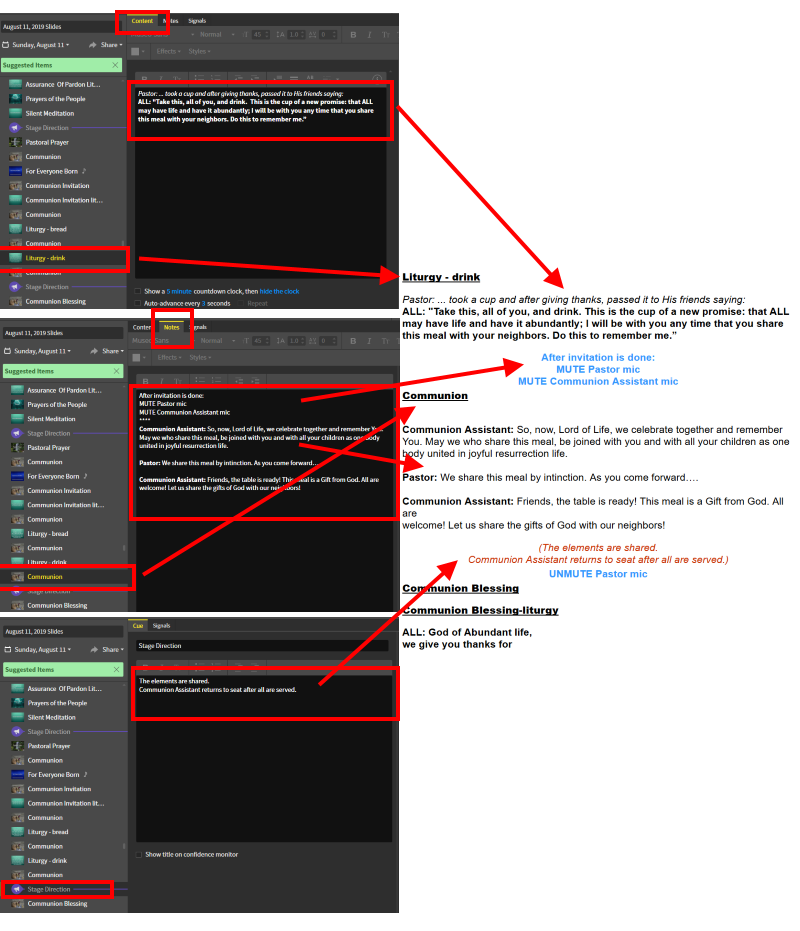 August 11, 2019 Slides
Sunday, August 11
Share
Suggested Items
Assurance Of Pardon Lit...
Prayers of the People
Silent Meditation
Stage Direction
Pastoral Prayer
Communion
For Everyone Born
Communion Invitation
Communion Invitation lit...
Communion
Liturgy - bread
Communion
Liturgy - drink
Communion
Stage Direction
Communion Blessing
Content Notes Signals
Normal 45 1.0 0 B I
Effects Styles
Pastor: ... took a cup and after giving thanks, passed it to His friends saying:
ALL: "Take this, all of you, and drink. This is the cup of a new promise: that ALL
may have life and have it abundantly; I will be with you any time that you share
this meal with your neighbors. Do this to remember me."
Show a 5 minute countdown clock, then hide the clock
Auto-advance every 3 seconds Repeat
August 11, 2019 Slides
Sunday, August 11
Share
Suggested Items
Assurance Of Pardon Lit...
Prayers of the People
Silent Meditation
Stage Direction
Pastoral Prayer
Communion
For Everyone Born
Communion Invitation
Communion Invitation lit...
Communion
Liturgy - bread
Communion
Liturgy - drink
Communion
Stage Direction
Communion Blessing
Content Notes Signals
Normal 45 1.0 0 B I
Effects Styles
After invitation is done:
MUTE Pastor mic
MUTE Communion Assistant mic
****
Communion Assistant: So, now, Lord of Life, we celebrate together and remember You.
May we who share this meal, be joined with you and with all your children as one body
united in joyful resurrection life.
Pastor: We share this meal by intinction. As you come forward....
Communion Assistant: Friends, the table is ready! This meal is a Gift from God. All are
welcome! Let us share the gifts of God with our neighbors!
August 11, 2019 Slides
Sunday, August 11
Share
Suggested Items
Assurance Of Pardon Lit...
Prayers of the People
Silent Meditation
Stage Direction
Pastoral Prayer
Communion
For Everyone Born
Communion Invitation
Communion Invitation lit...
Communion
Liturgy - bread
Communion
Liturgy - drink
Communion
Stage Direction
Communion Blessing
Cue Signals
Stage Direction
The elements are shared.
Communion Assistant returns to seat after all are served.
Show title on confidence monitor
Liturgy - drink
Pastor: ... took a cup and after giving thanks, passed it to His friends saying:
ALL: "Take this, all of you, and drink. This is the cup of a new promise: that ALL
may have life and have it abundantly; I will be with you any time that you share
this meal with your neighbors. Do this to remember me.”
After invitation is done:
MUTE Pastor mic
MUTE Communion Assistant mic
Communion
Communion Assistant: So, now, Lord of Life, we celebrate together and remember
You. May we who share this meal, be joined with you and with all your children as one
body united in joyful resurrection life.
Pastor: We share this meal by intinction. As you come forward….
Communion Assistant: Friends, the table is ready! This meal is a Gift from God. All
are
welcome! Let us share the gifts of God with our neighbors!
(The elements are shared.
Communion Assistant returns to seat after all are served.)
UNMUTE Pastor mic
Communion Blessing
Communion Blessing-liturgy
ALL: God of Abundant life,
we give you thanks for